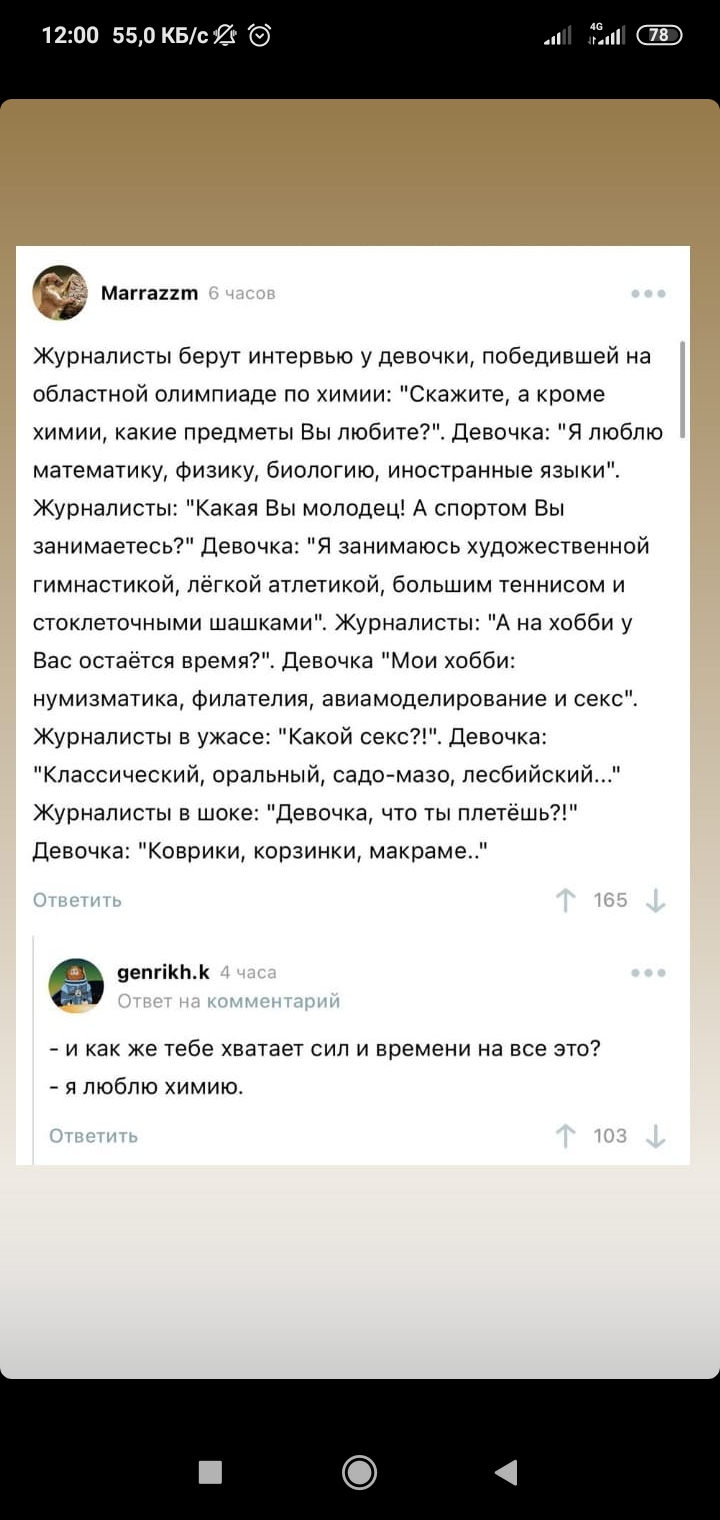 12:00 55,0 КБ/с
4G
78
Marrazzm 6 часов
Журналисты берут интервью у девочки, победившей на
областной олимпиаде по химии: "Скажите, а кроме
химии, какие предметы Вы любите?". Девочка: "Я люблю
математику, физику, биологию, иностранные языки".
Журналисты: "Какая Вы молодец! А спортом Вы
занимаетесь?" Девочка: "Я занимаюсь художественной
гимнастикой, лёгкой атлетикой, большим теннисом и
стоклеточными шашками". Журналисты: "А на хобби у
Вас остаётся время?". Девочка "Мои хобби:
нумизматика, филателия, авиамоделирование и секс".
Журналисты в ужасе: "Какой секс?!". Девочка:
"Классический, оральный, садо-мазо, лесбийский..."
Журналисты в шоке: "Девочка, что ты плетёшь?!"
Девочка: "Коврики, корзинки, макраме.."
Ответить 165
genrikh.k 4 часа
Ответ на комментарий
- и как же тебе хватает сил и времени на все это?
- я люблю химию.
Ответить 103